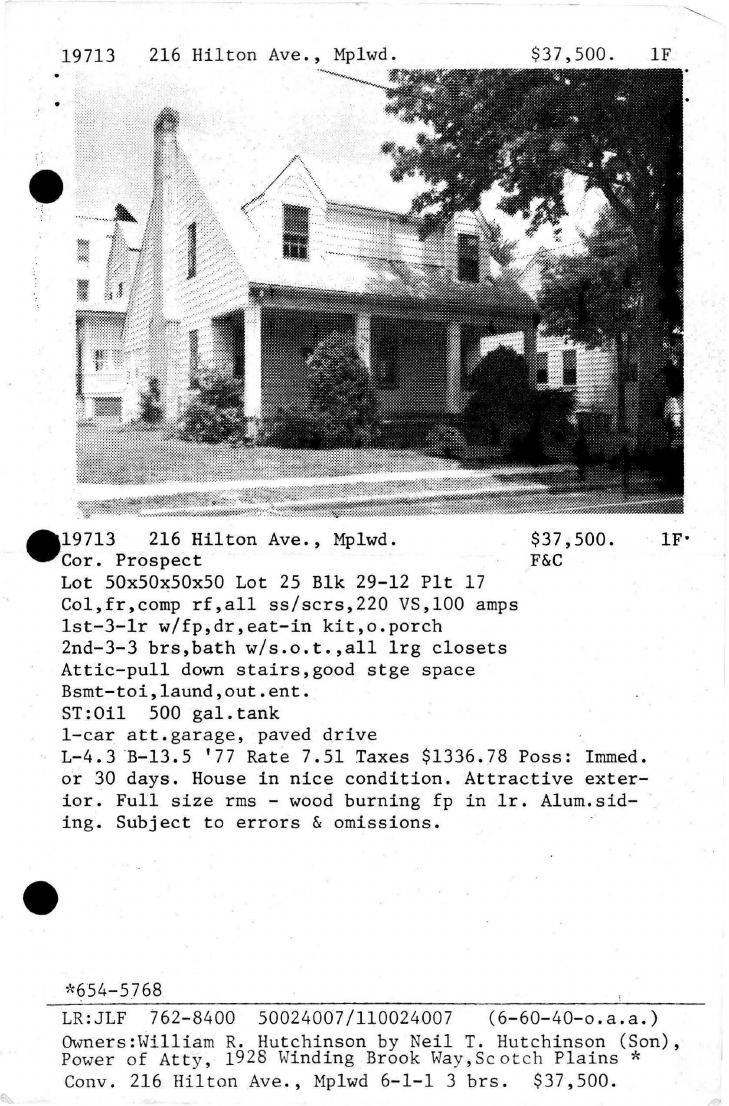 19713 216 Hilton Ave., Mplwd. $37,500. 1F
19713 216 Hilton Ave., Mplwd. $37,500. 1F
Cor. Prospect F&C
Lot 50x50x50x50 Lot 25 Blk 29-12 Plt 17
Col,fr,comp rf,all ss/scrs,220 VS,100 amps
1st-3-lr w/fp,dr,eat-in kit,o.porch
2nd-3-3 brs,bath w/s.o.t.,all lrg closets
Attic-pull down stairs,good stge space
Bsmt-toi,laund,out.ent.
ST:Oil 500 gal.tank
1-car att.garage, paved drive
L-4.3 B-13.5 '77 Rate 7.51 Taxes $1336.78 Poss: Immed.
or 30 days. House in nice condition. Attractive exter-
ior. Full size rms - wood burning fp in lr. Alum.sid-
ing. Subject to errors & omissions.
*654-5768
LR:JLF 762-8400 50024007/110024007 (6-60-40-o.a.a.)
Owners:William R. Hutchinson by Neil T. Hutchinson (Son),
Power of Atty, 1928 Winding Brook Way,Scotch Plains *
Conv. 216 Hilton Ave., Mplwd 6-1-1 3 brs. $37,500.